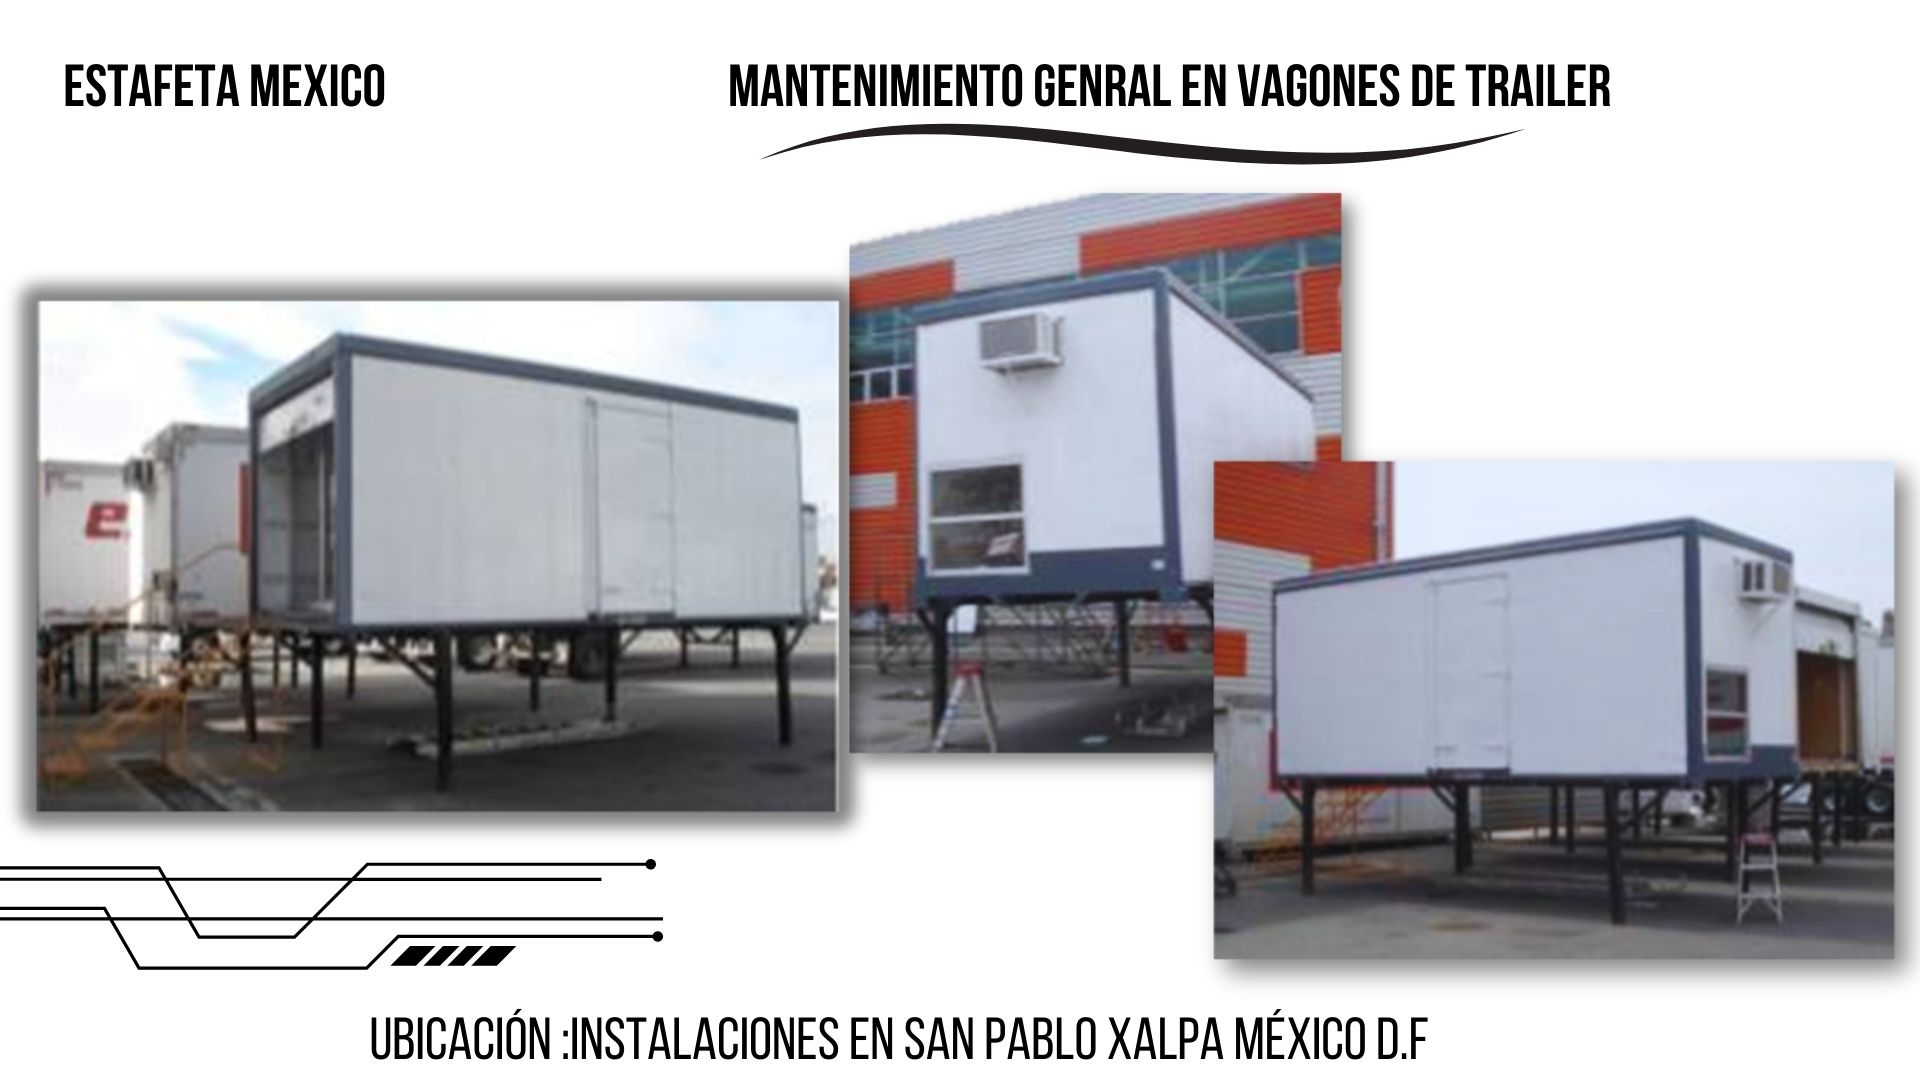 ESTAFETA MEXICO
MANTENIMIENTO GENRAL EN VAGONES DE TRAILER
e
UBICACIÓN :INSTALACIONES EN SAN PABLO XALPA MÉXICO D.F